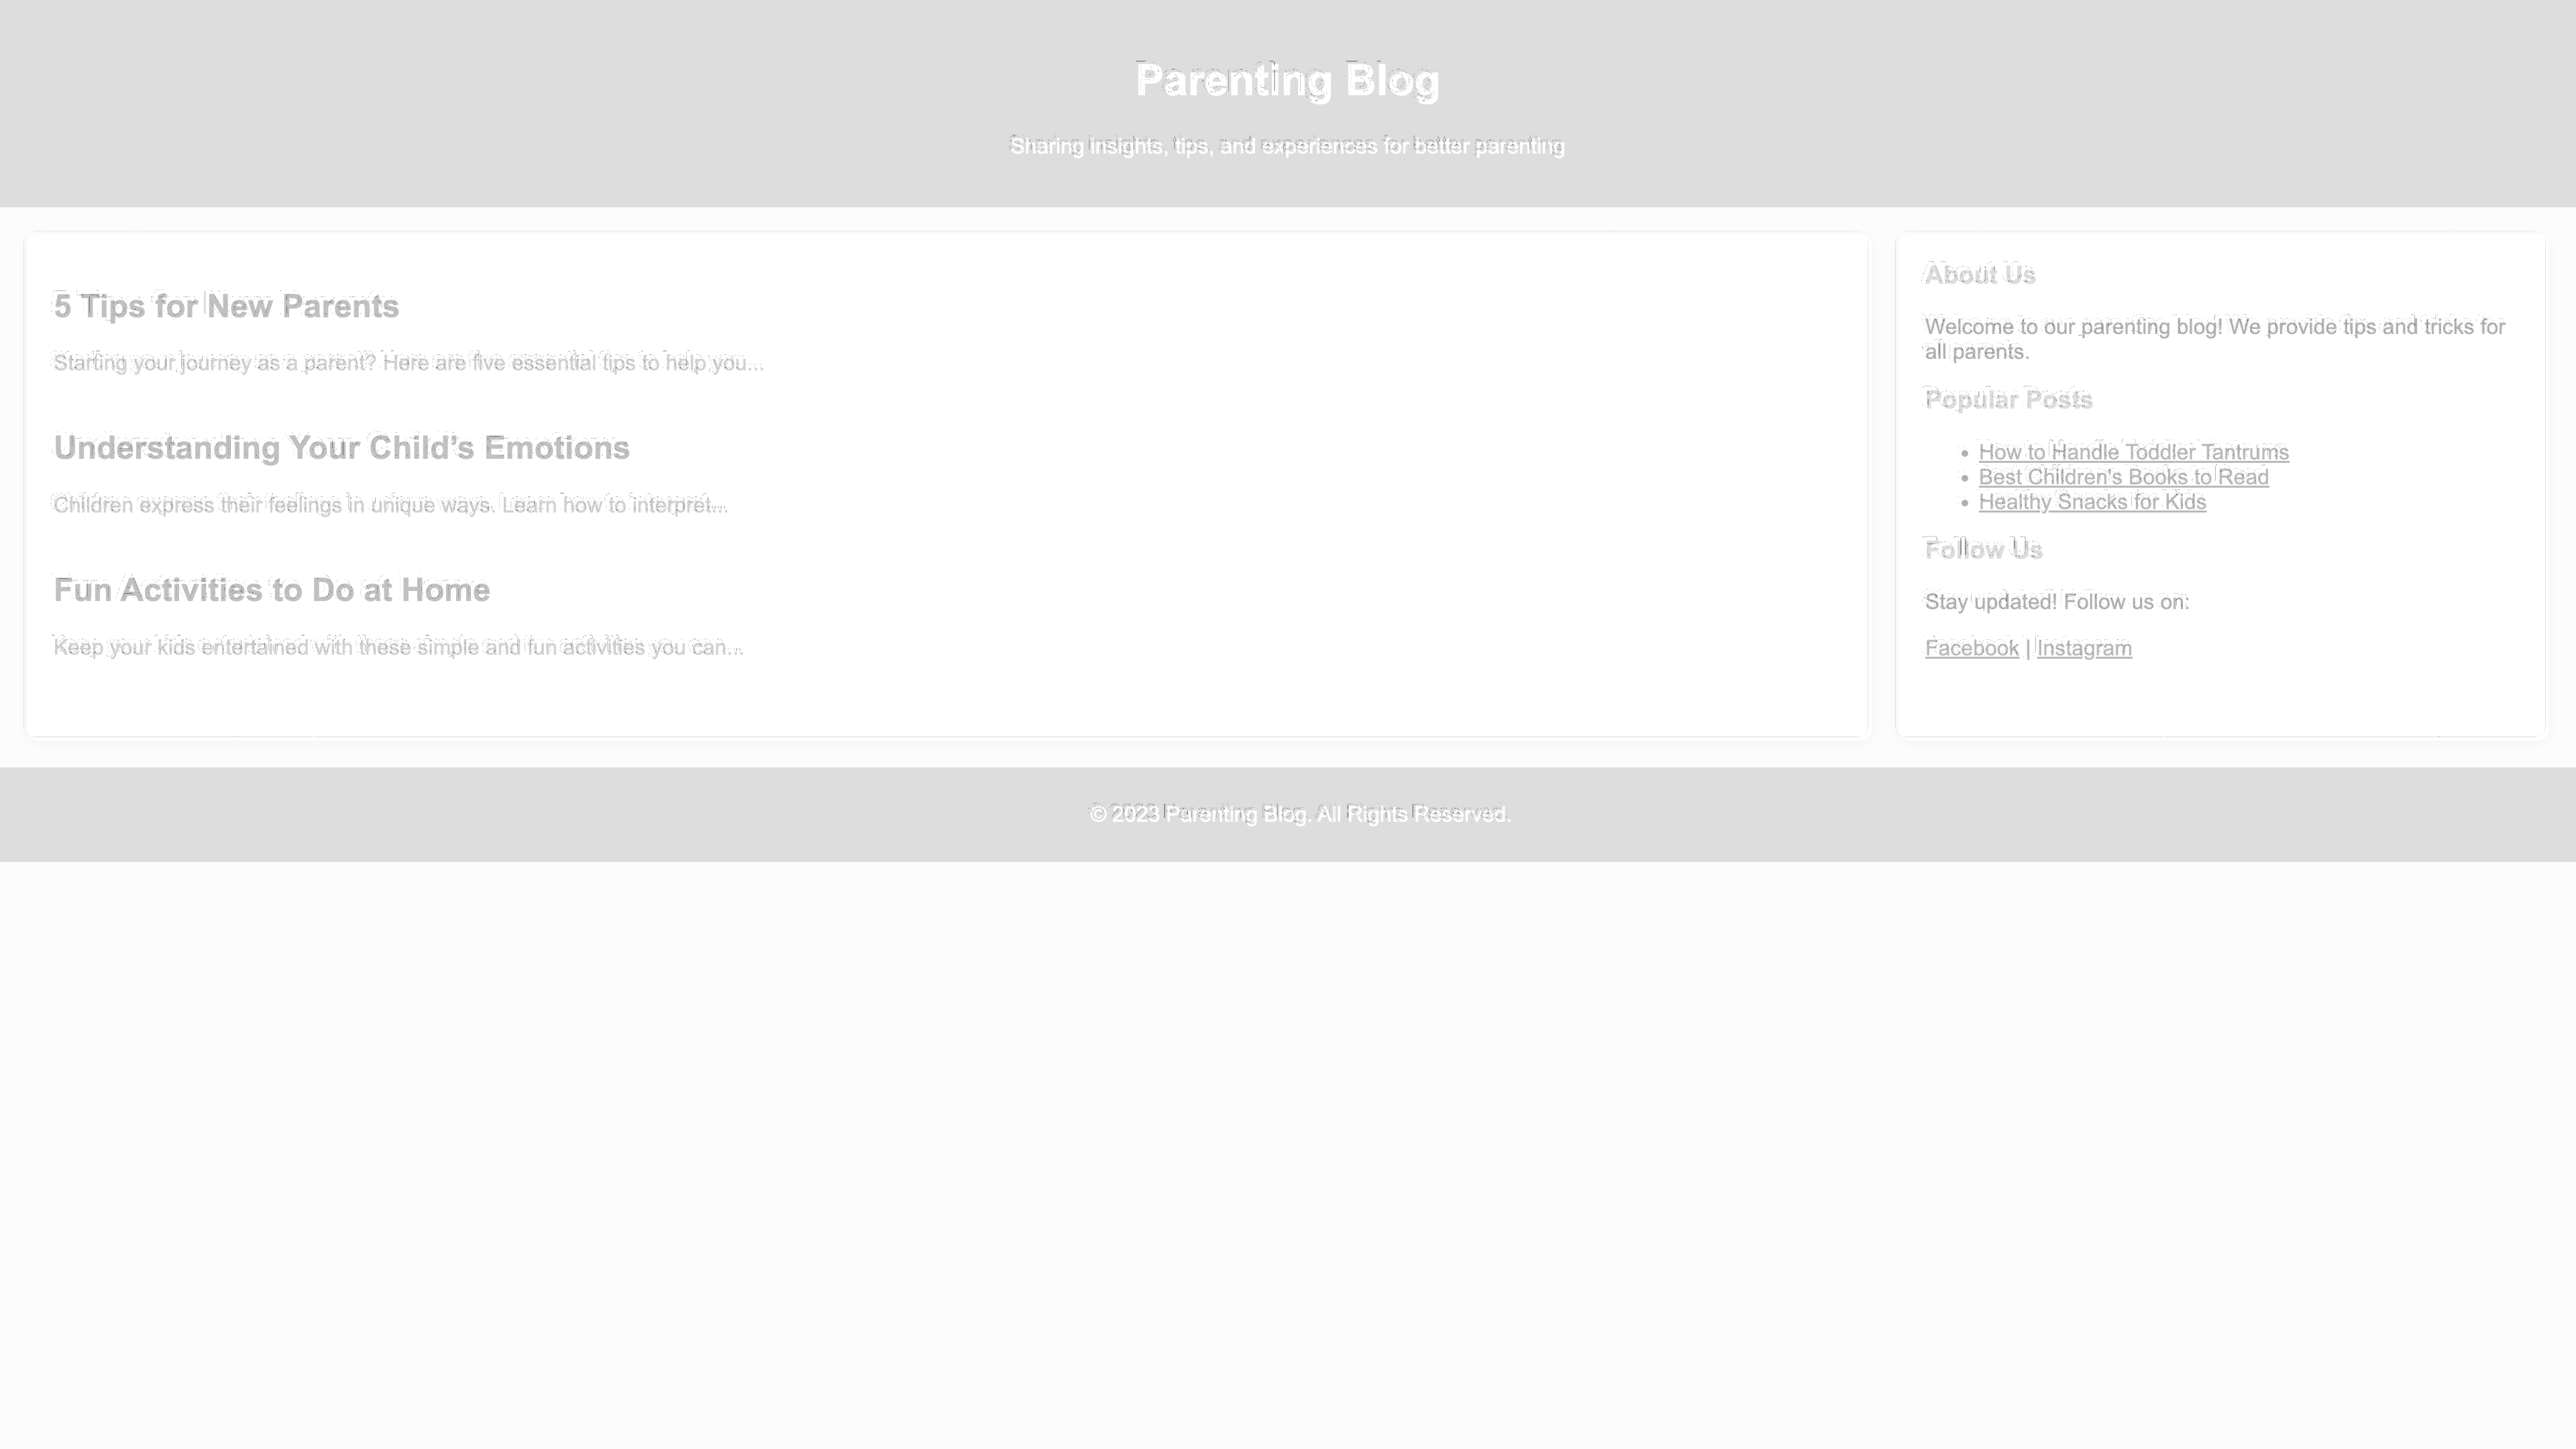 Parenting Blog
Sharing insights, tips, and experiences for better parenting
5 Tips for New Parents
Starting your journey as a parent? Here are five essential tips to help you...
Understanding Your Child’s Emotions
Children express their feelings in unique ways. Learn how to interpret...
Fun Activities to Do at Home
Keep your kids entertained with these simple and fun activities you can...
About Us
Welcome to our parenting blog! We provide tips and tricks for
all parents.
Popular Posts
• How to Handle Toddler Tantrums
• Best Children's Books to Read
• Healthy Snacks for Kids
Follow Us
Stay updated! Follow us on:
Facebook | Instagram
© 2023 Parenting Blog. All Rights Reserved.